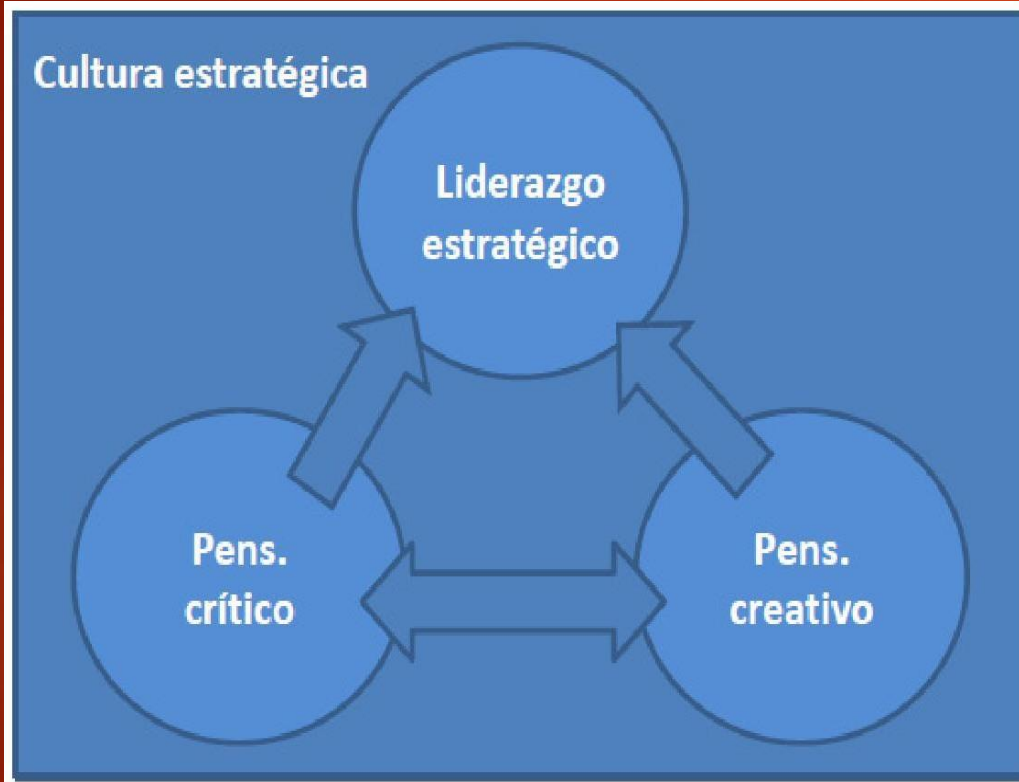 Cultura estratégica
Liderazgo
estratégico
Pens.
crítico
Pens.
creativo